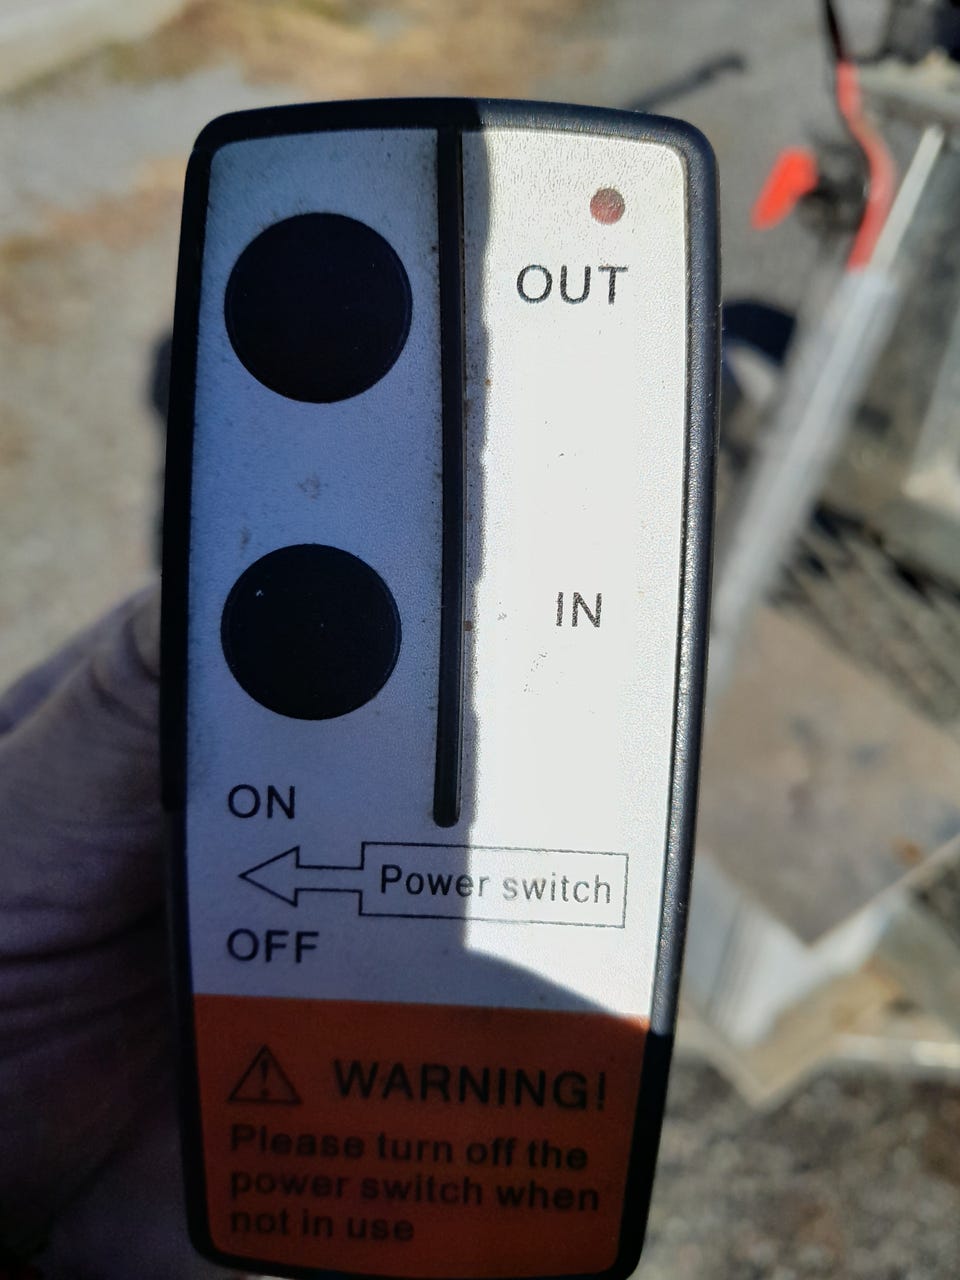 OUT
IN
ON
Power switch
OFF
WARNING!
Please turn off the
power switch when
not in use